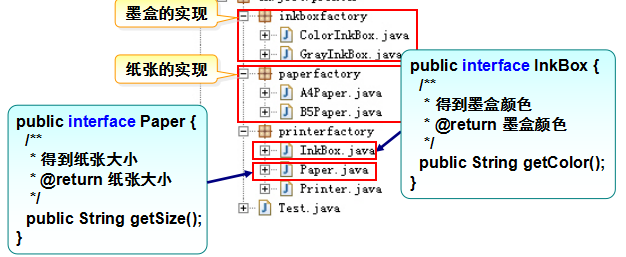 墨盒的实现
inkboxfactory
ColorInkBox.java
GrayInkBox.java
纸张的实现
paperfactory
A4Paper.java
B5Paper.java
printerfactory
InkBox.java
Paper.java
Printer.java
Test.java
public interface Paper {
/**
* 得到纸张大小
* @return 纸张大小
*/
public String getSize();
}
public interface InkBox {
/**
* 得到墨盒颜色
* @return 墨盒颜色
*/
public String getColor();
}